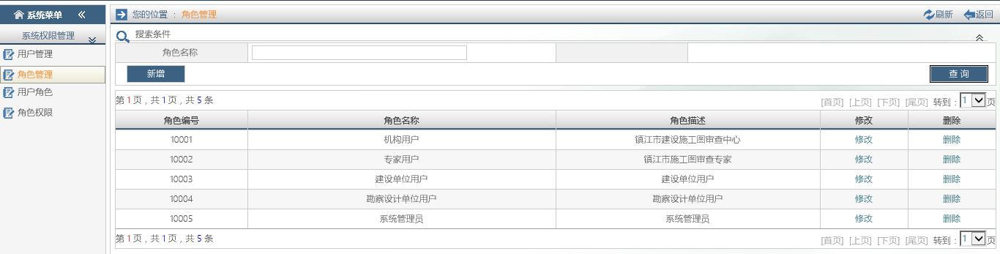 系统菜单
系统权限管理
用户管理
角色管理
用户角色
角色权限
您的位置 : 角色管理 刷新 返回
搜索条件
角色名称
新增 查 询
第 1 页 , 共 1 页 , 共 5 条 [首页] [上页] [下页] [尾页] 转到 : 1 页
角色编号 角色名称 角色描述 修改 删除
10001 机构用户 镇江市建设施工图审查中心 修改 删除
10002 专家用户 镇江市施工图审查专家 修改 删除
10003 建设单位用户 建设单位用户 修改 删除
10004 勘察设计单位用户 勘察设计单位用户 修改 删除
10005 系统管理员 系统管理员 修改 删除
第 1 页 , 共 1 页 , 共 5 条 [首页] [上页] [下页] [尾页] 转到 : 1 页